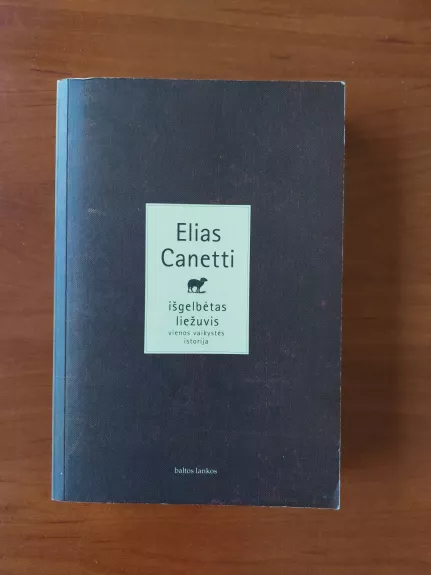 Elias
Canetti
išgelbėtas
liežuvis
vienos vaikystės
istorija
baltos lankos